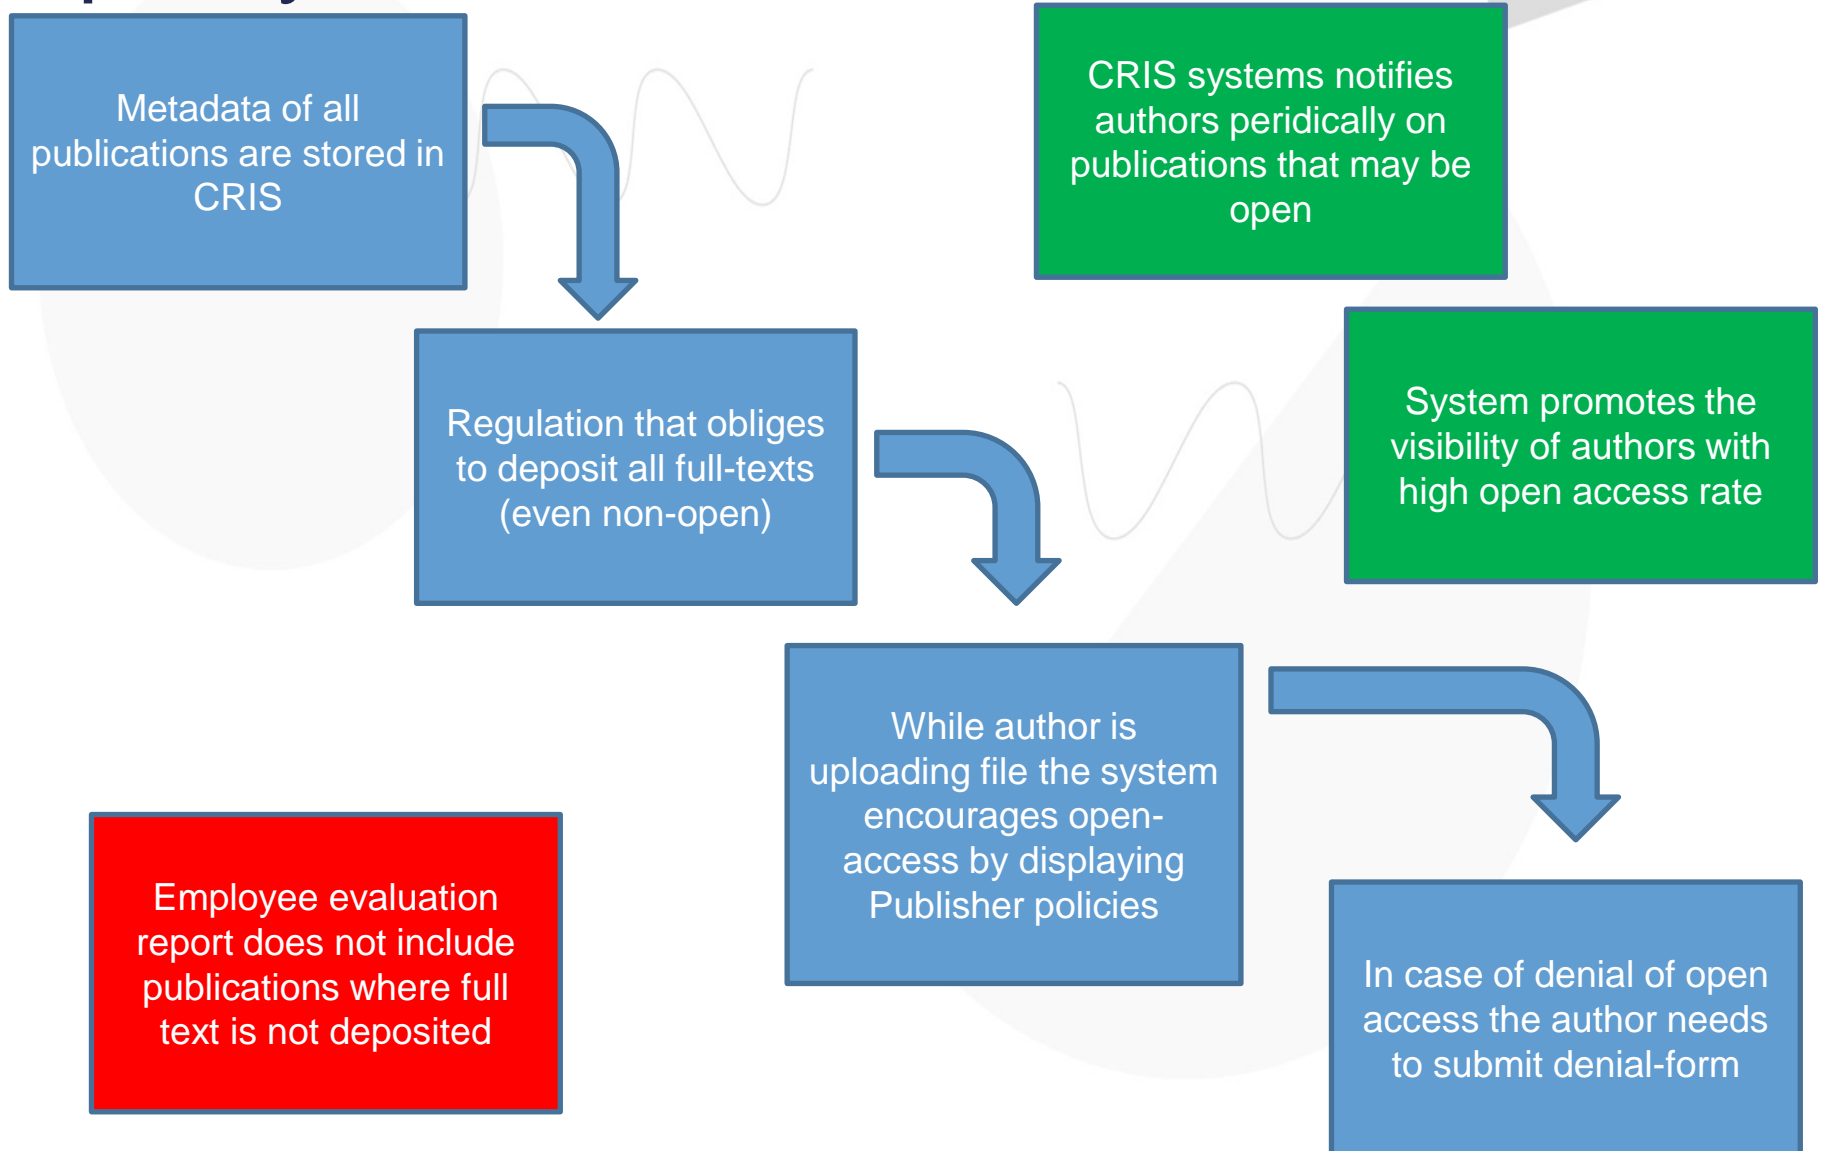 Metadata of all
publications are stored in
CRIS
CRIS systems notifies
authors peridically on
publications that may be
open
Regulation that obliges
to deposit all full-texts
(even non-open)
System promotes the
visibility of authors with
high open access rate
While author is
uploading file the system
encourages open-
access by displaying
Publisher policies
Employee evaluation
report does not include
publications where full
text is not deposited
In case of denial of open
access the author needs
to submit denial-form